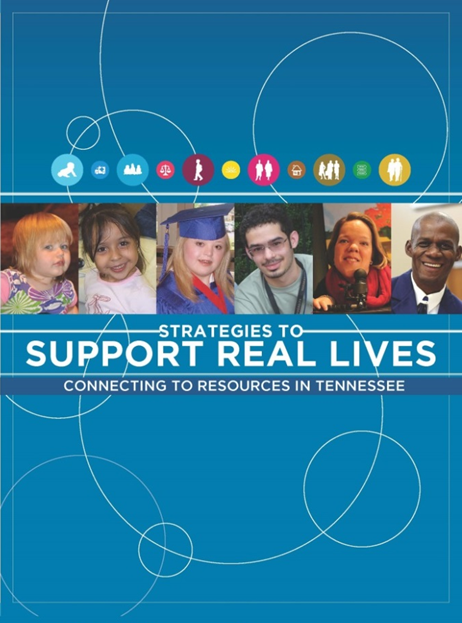 STRATEGIES TO
SUPPORT REAL LIVES
CONNECTING TO RESOURCES IN TENNESSEE